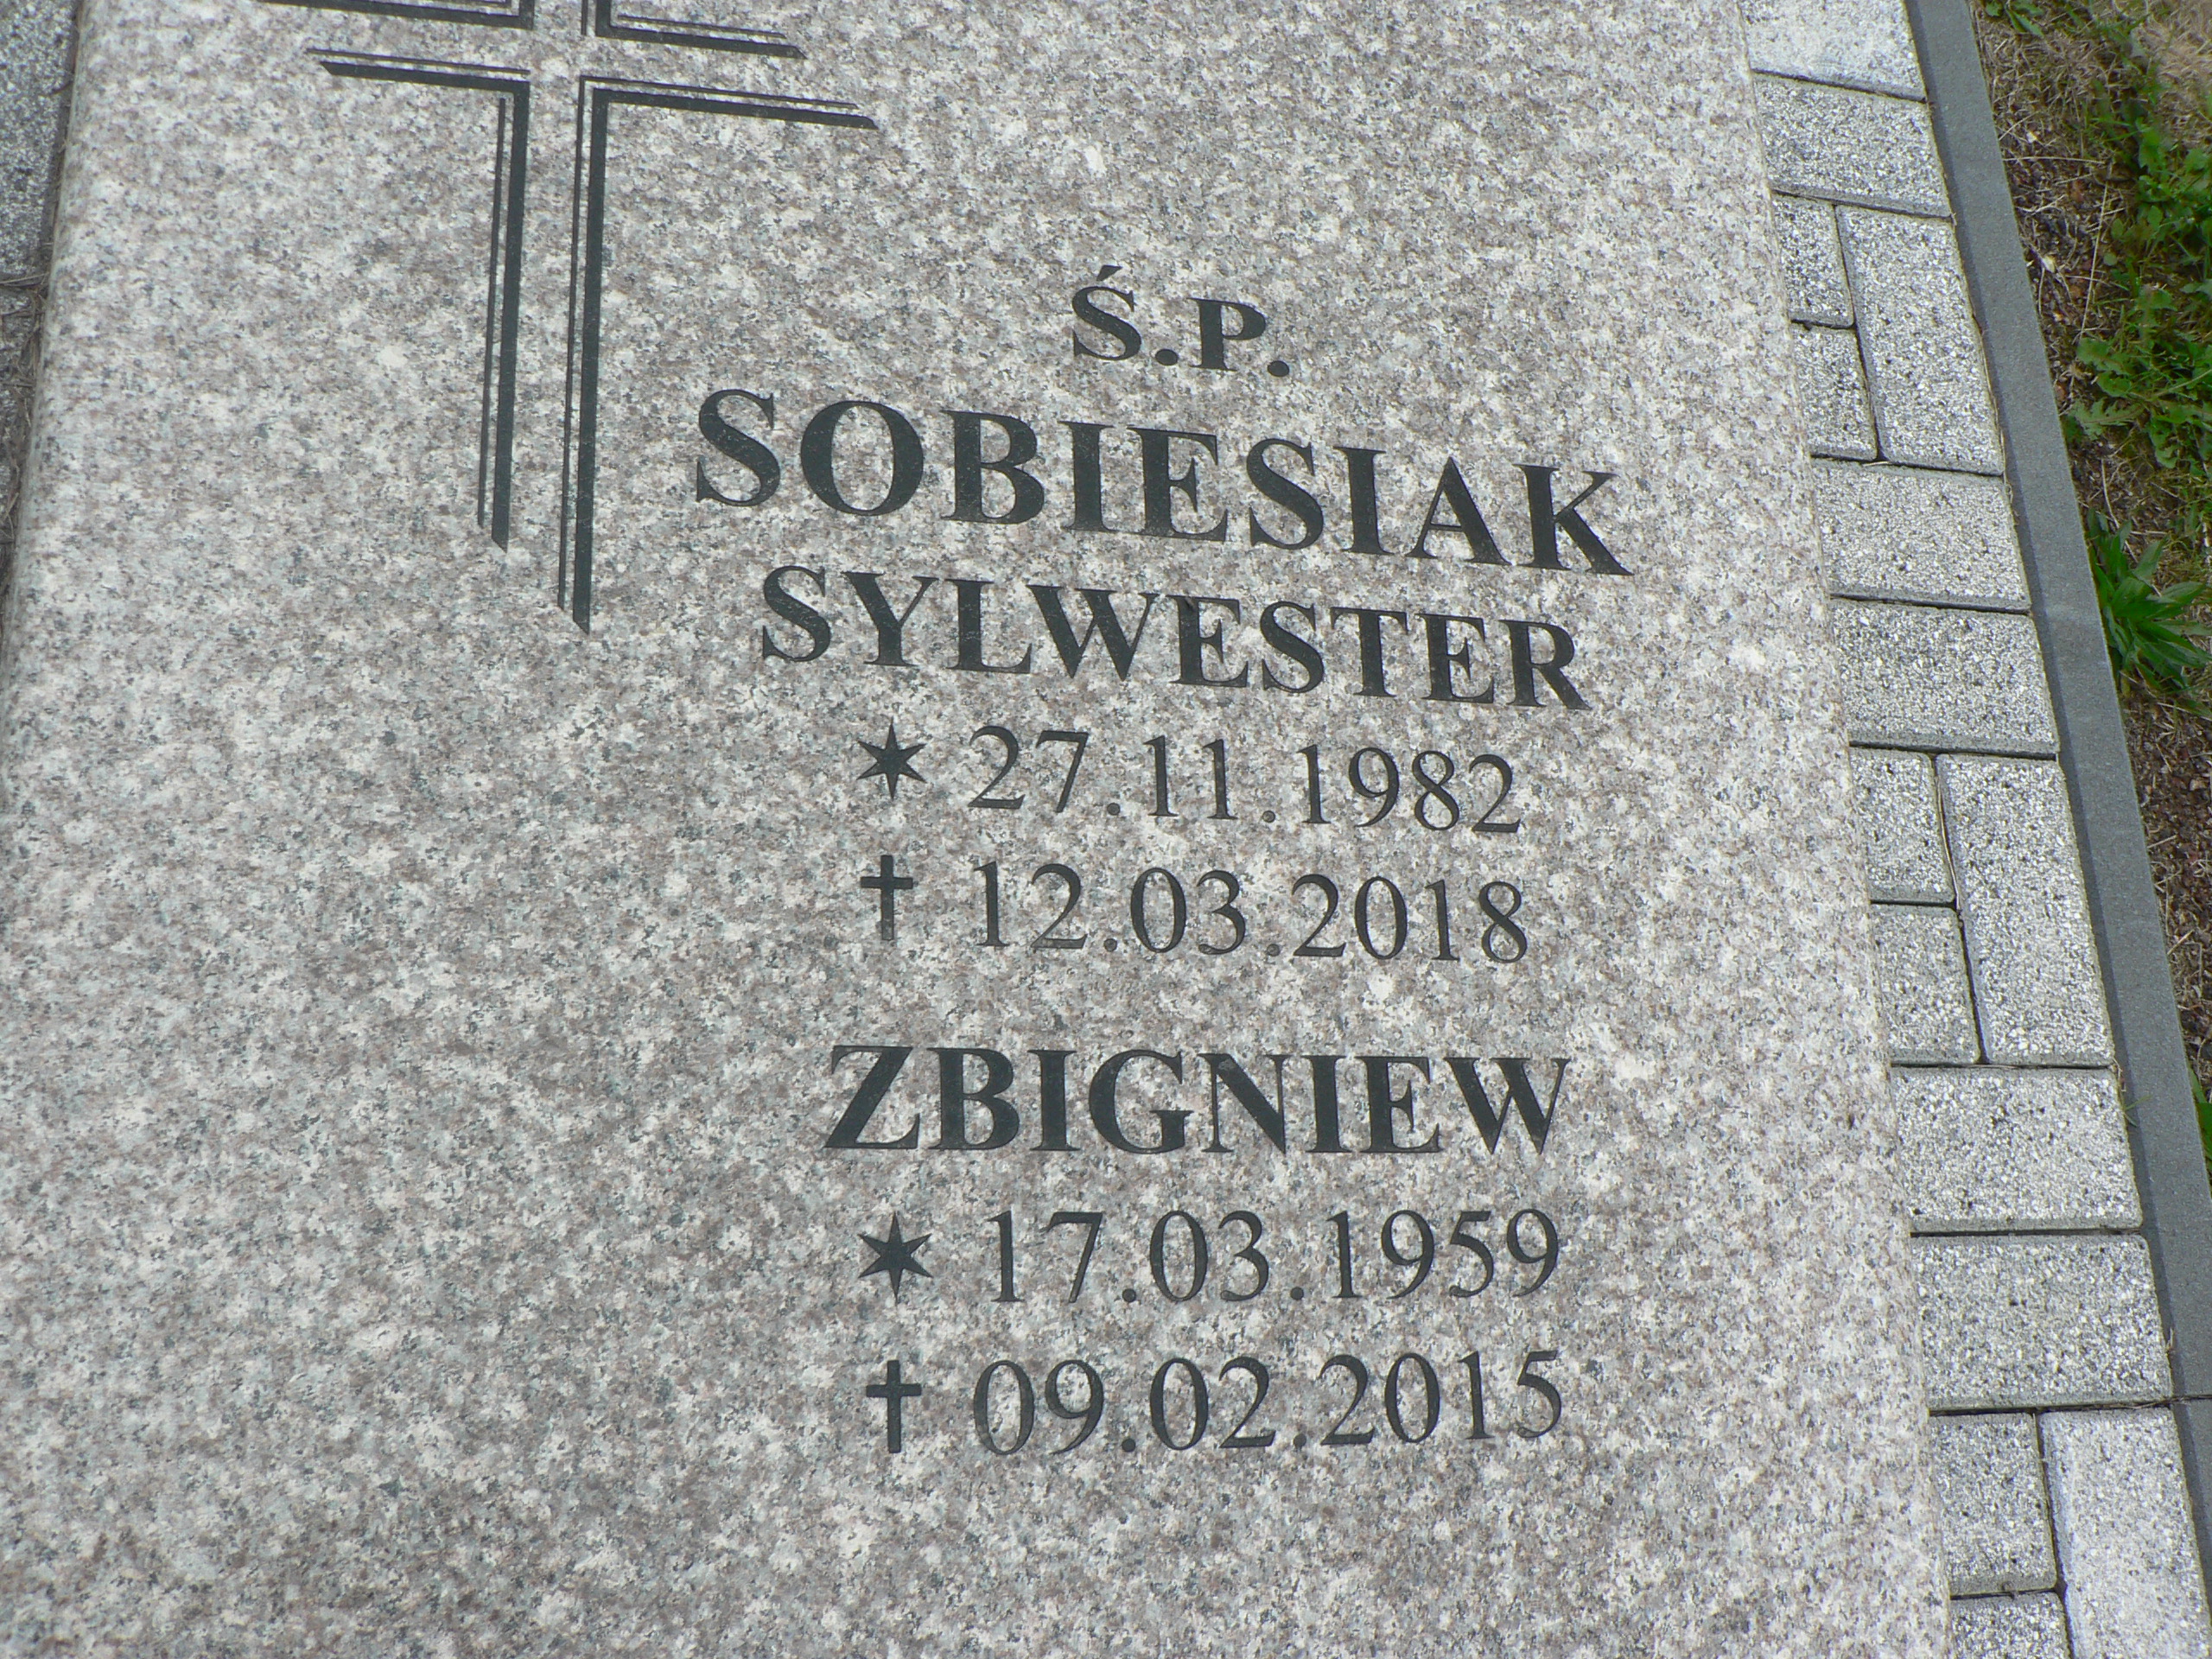 Ś.P.
SOBIESIAK
SYLWESTER
✶ 27.11.1982
† 12.03.2018
ZBIGNIEW
✶ 17.03.1959
† 09.02.2015